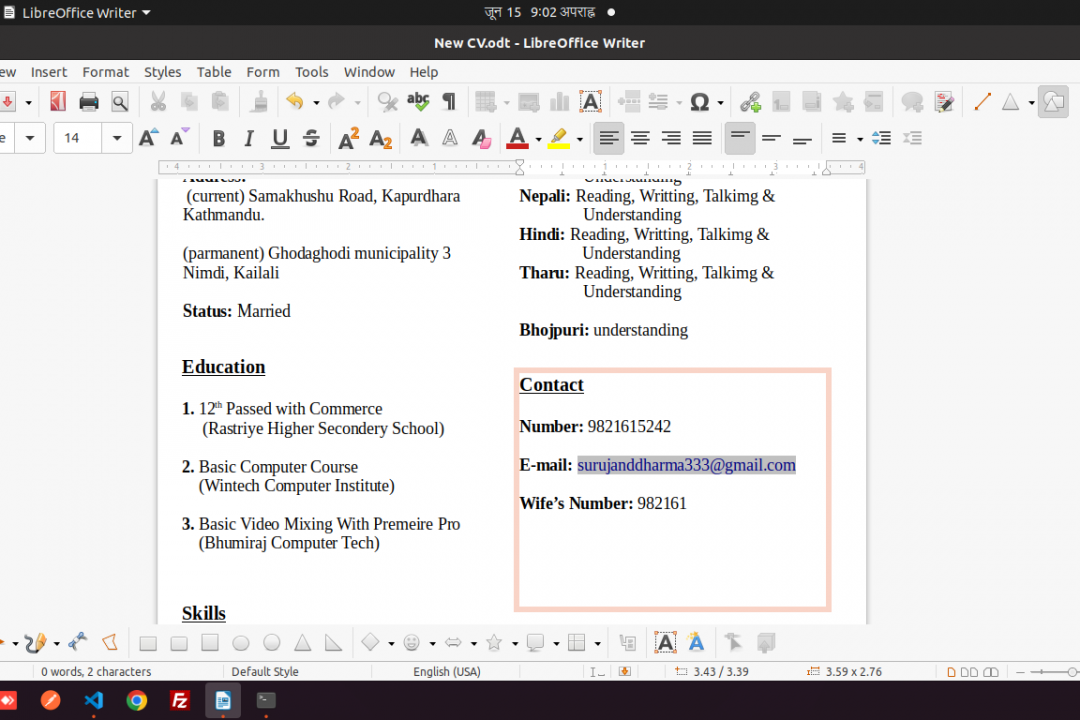 LibreOffice Writer
जून 15 9:02 अपराह्न
New CV.odt - LibreOffice Writer
ew Insert Format Styles Table Form Tools Window Help
14
Address:
(current) Samakhushu Road, Kapurdhara
Kathmandu.
(parmanent) Ghodaghodi municipality 3
Nimdi, Kailali
Status: Married
Education
1. 12th Passed with Commerce
(Rastriye Higher Secondery School)
2. Basic Computer Course
(Wintech Computer Institute)
3. Basic Video Mixing With Premeire Pro
(Bhumiraj Computer Tech)
Skills
Understanding
Nepali: Reading, Writting, Talkimg &
Understanding
Hindi: Reading, Writting, Talkimg &
Understanding
Tharu: Reading, Writting, Talkimg &
Understanding
Bhojpuri: understanding
Contact
Number: 9821615242
E-mail: surujanddharma333@gmail.com
Wife’s Number: 982161
0 words, 2 characters Default Style English (USA) 3.43 / 3.39 3.59 x 2.76